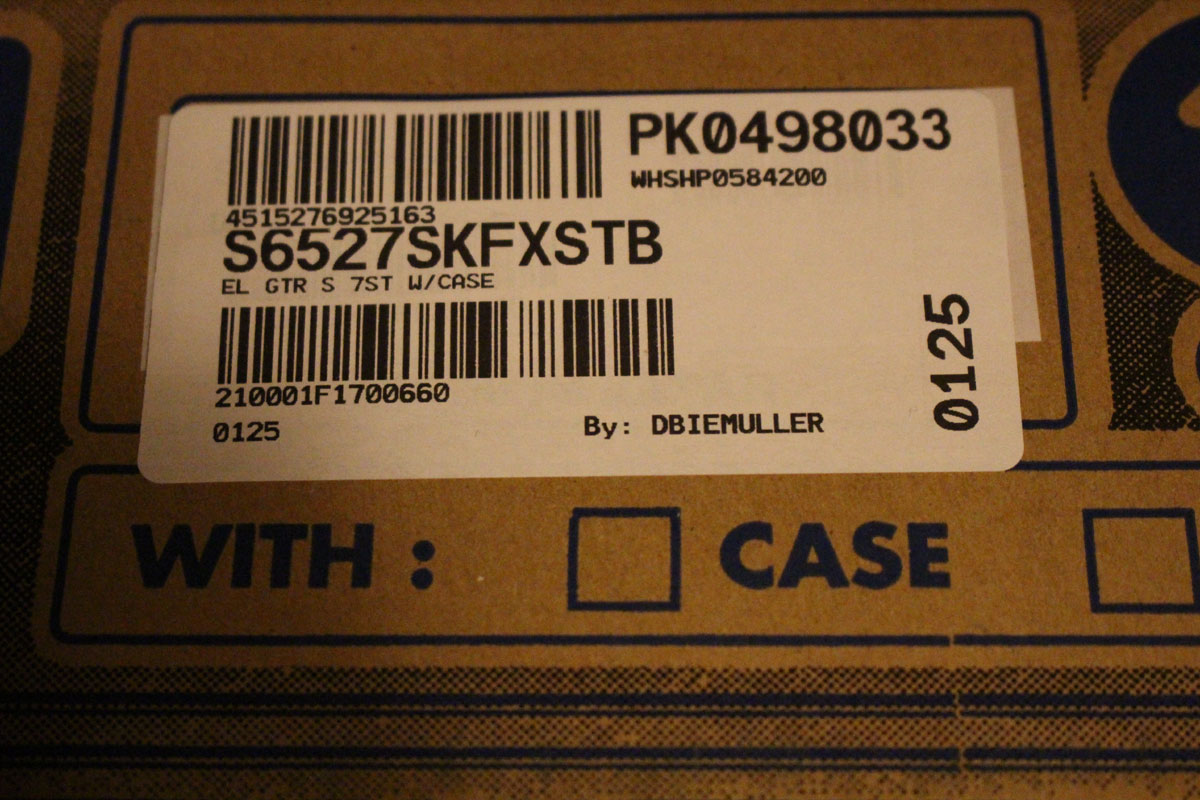 PK0498033
WHSHP0584200
4515276925163
S6527SKFXSTB
EL GTR S 7ST W/CASE
210001F1700660
0125
By: DBIEMULLER
0125
WITH : CASE